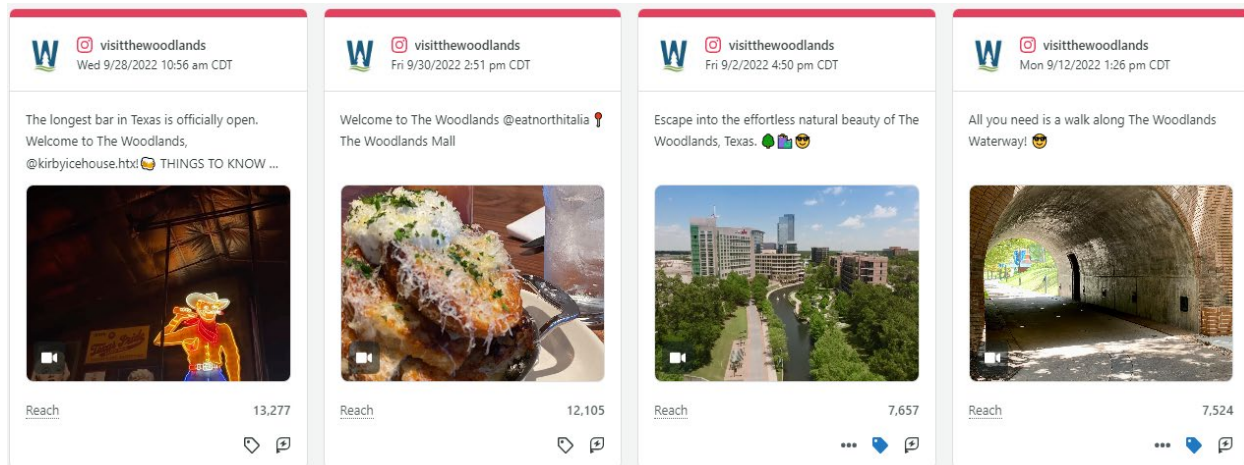 W
visitthewoodlands
Wed 9/28/2022 10:56 am CDT
The longest bar in Texas is officially open.
Welcome to The Woodlands,
@kirbyicehouse.htx!🍻 THINGS TO KNOW ...
Texas Pride
Reach 13,277
W
visitthewoodlands
Fri 9/30/2022 2:51 pm CDT
Welcome to The Woodlands @eatnorthitalia📍
The Woodlands Mall
Reach 12,105
W
visitthewoodlands
Fri 9/2/2022 4:50 pm CDT
Escape into the effortless natural beauty of The
Woodlands, Texas. 🌳🛍️😎
Reach 7,657
W
visitthewoodlands
Mon 9/12/2022 1:26 pm CDT
All you need is a walk along The Woodlands
Waterway! 😎
Reach 7,524